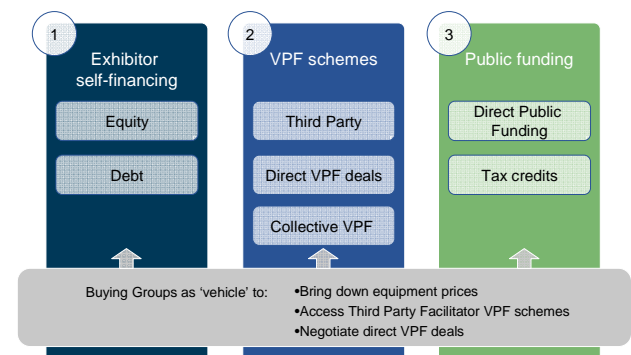 1
Exhibitor
self-financing
Equity
Debt
2
VPF schemes
Third Party
Direct VPF deals
Collective VPF
3
Public funding
Direct Public
Funding
Tax credits
Buying Groups as ‘vehicle’ to:
•Bring down equipment prices
•Access Third Party Facilitator VPF schemes
•Negotiate direct VPF deals